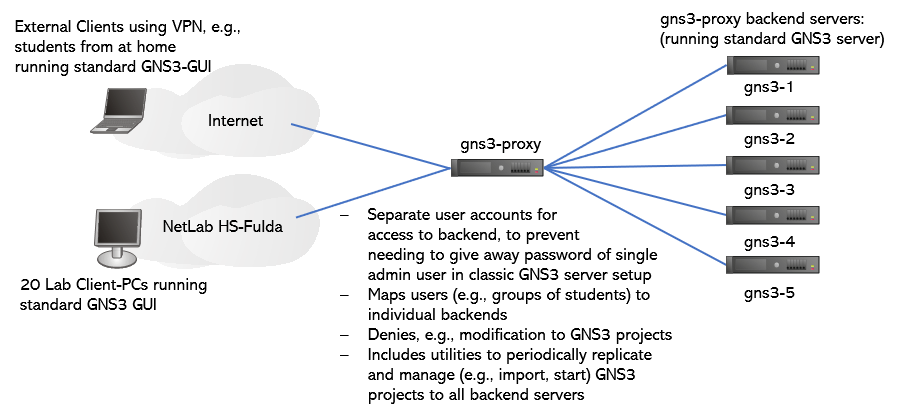 External Clients using VPN, e.g.,
students from at home
running standard GNS3-GUI
Internet
NetLab HS-Fulda
20 Lab Client-PCs running
standard GNS3 GUI
gns3-proxy
– Separate user accounts for
access to backend, to prevent
needing to give away password of single
admin user in classic GNS3 server setup
– Maps users (e.g., groups of students) to
individual backends
– Denies, e.g., modification to GNS3 projects
– Includes utilities to periodically replicate
and manage (e.g., import, start) GNS3
projects to all backend servers
gns3-proxy backend servers:
(running standard GNS3 server)
gns3-1
gns3-2
gns3-3
gns3-4
gns3-5